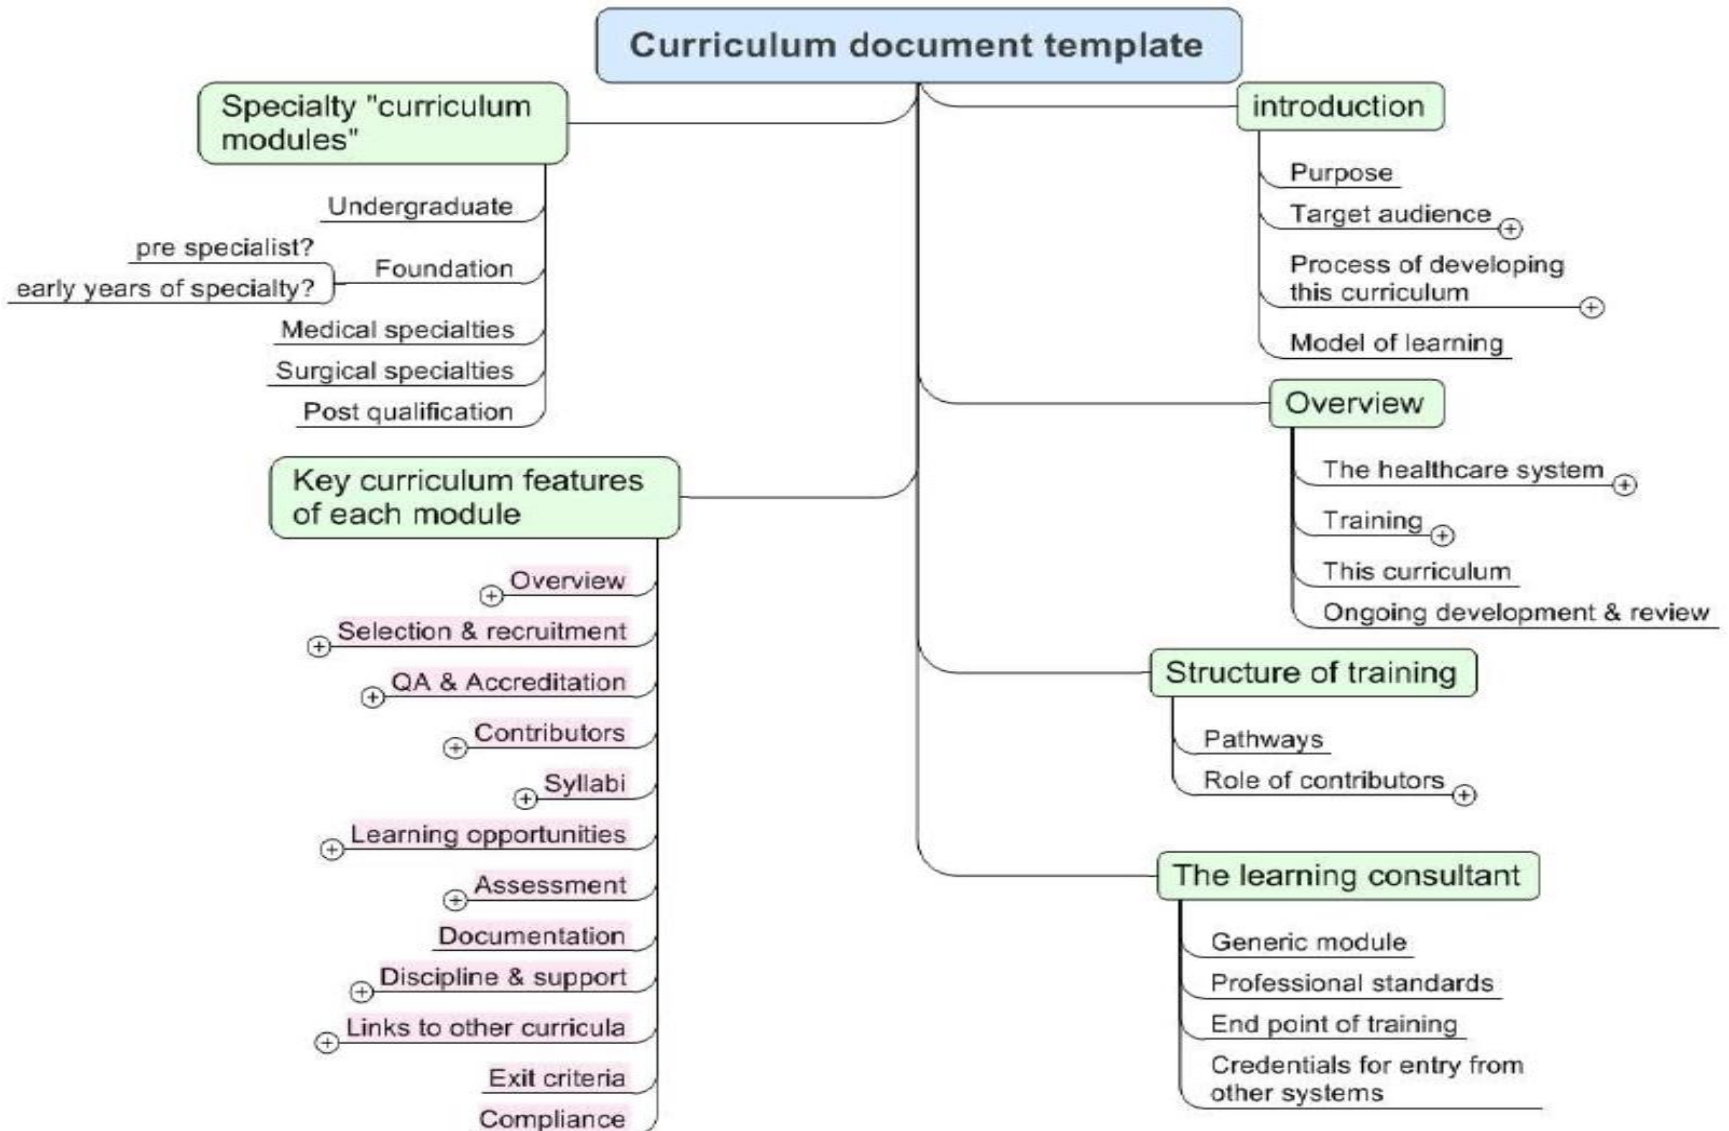 Curriculum document template
Specialty "curriculum
modules"
Undergraduate
pre specialist?
early years of specialty?
Foundation
Medical specialties
Surgical specialties
Post qualification
Key curriculum features
of each module
Overview
Selection & recruitment
QA & Accreditation
Contributors
Syllabi
Learning opportunities
Assessment
Documentation
Discipline & support
Links to other curricula
Exit criteria
Compliance
introduction
Purpose
Target audience
Process of developing
this curriculum
Model of learning
Overview
The healthcare system
Training
This curriculum
Ongoing development & review
Structure of training
Pathways
Role of contributors
The learning consultant
Generic module
Professional standards
End point of training
Credentials for entry from
other systems